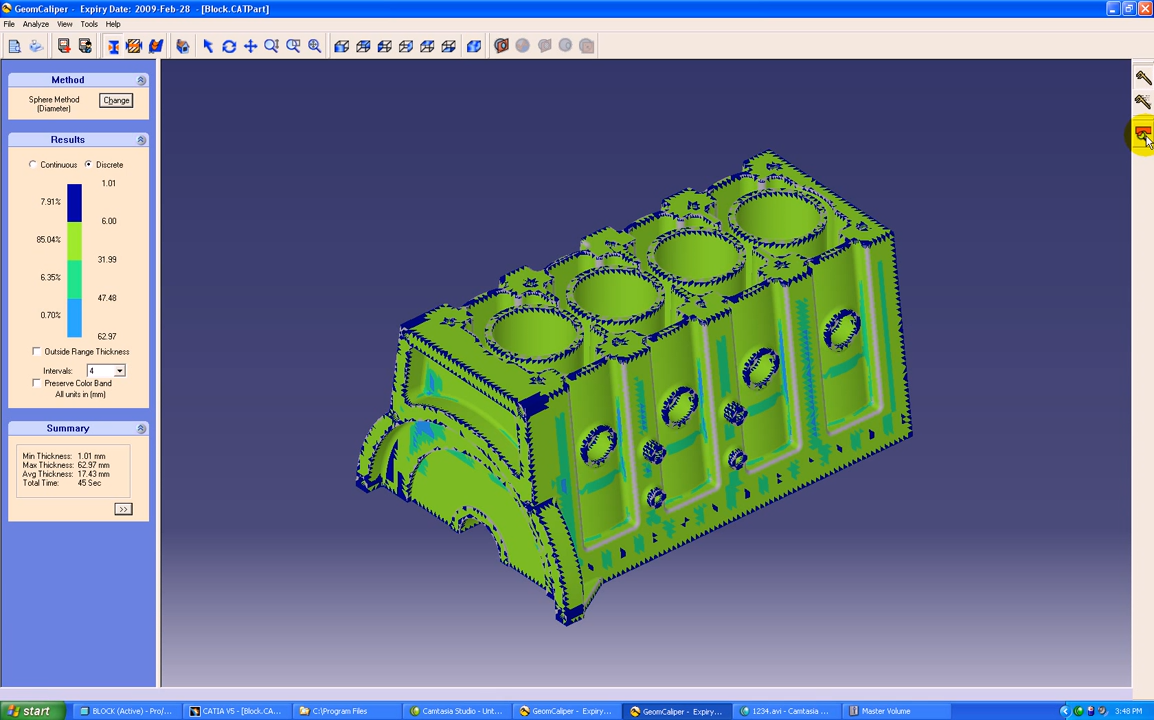 GeomCaliper - Expiry Date: 2009-Feb-28 - [Block.CATPart]
File Analyze View Tools Help
Method
Sphere Method
(Diameter)
Change
Results
Continuous Discrete
1.01
7.91%
6.00
85.04%
31.99
6.35%
47.48
0.70%
62.97
Outside Range Thickness
Intervals: 4
Preserve Color Band
All units in (mm)
Summary
Min Thickness: 1.01 mm
Max Thickness: 62.97 mm
Avg Thickness: 17.43 mm
Total Time: 45 Sec
>>
start BLOCK (Active) - Pro/... CATIA V5 - [Block.CA... C:\Program Files Camtasia Studio - Unt... GeomCaliper - Expiry... GeomCaliper - Expiry... 1234.avi - Camtasia ... Master Volume 3:48 PM